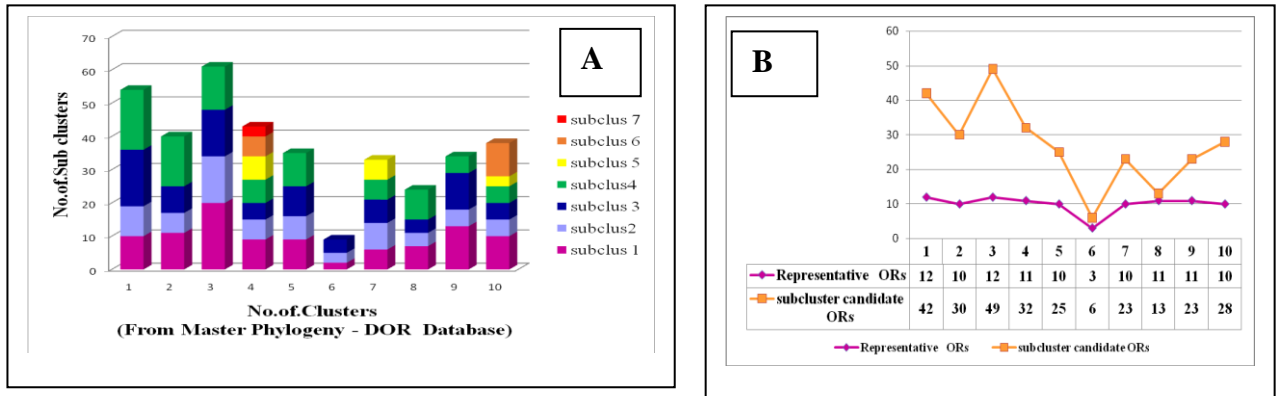 A
70
60
50
40
30
20
10
0
No.of.Sub clusters
1 2 3 4 5 6 7 8 9 10
No.of.Clusters
(From Master Phylogeny - DOR Database)
subclus 7
subclus 6
subclus 5
subclus4
subclus 3
subclus2
subclus 1
B
60
50
40
30
20
10
0
1 2 3 4 5 6 7 8 9 10
Representative ORs 12 10 12 11 10 3 10 11 11 10
subcluster candidate
ORs
42 30 49 32 25 6 23 13 23 28
Representative ORs subcluster candidate ORs